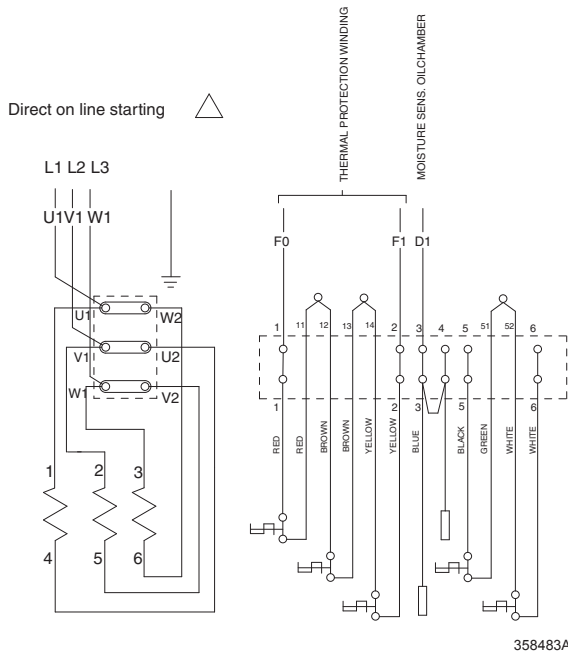 THERMAL PROTECTION WINDING
MOISTURE SENS. OILCHAMBER
Direct on line starting
L1 L2 L3
U1 V1 W1
F0 F1 D1
U1 W2
V1 U2
W1 V2
1 11 12 13 14 2 3 4 5 51 52 6
1 2 3 5 6
RED RED BROWN BROWN YELLOW YELLOW BLUE BLACK GREEN WHITE WHITE
1 2 3
4 5 6
358483A